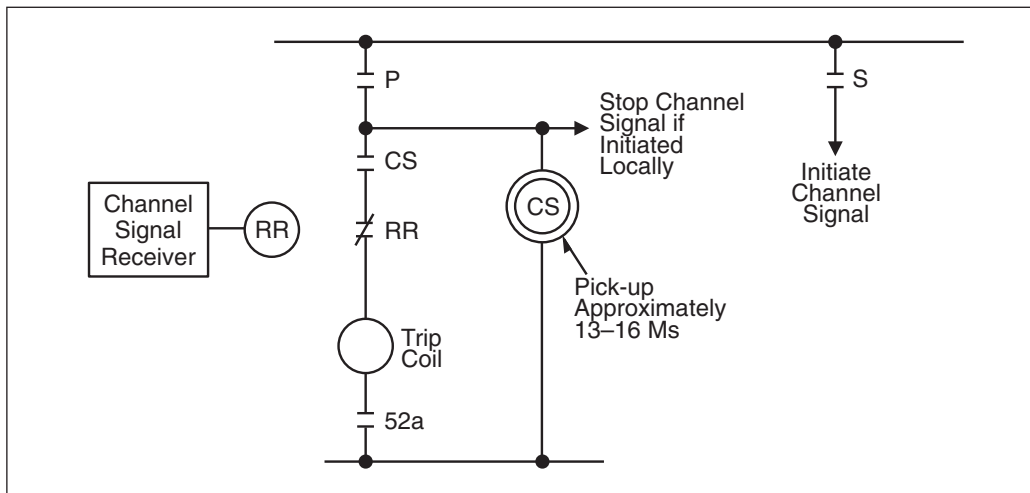 P
S
CS
Stop Channel
Signal if
Initiated
Locally
Initiate
Channel
Signal
Channel
Signal
Receiver
RR
RR
CS
Pick-up
Approximately
13–16 Ms
Trip
Coil
52a